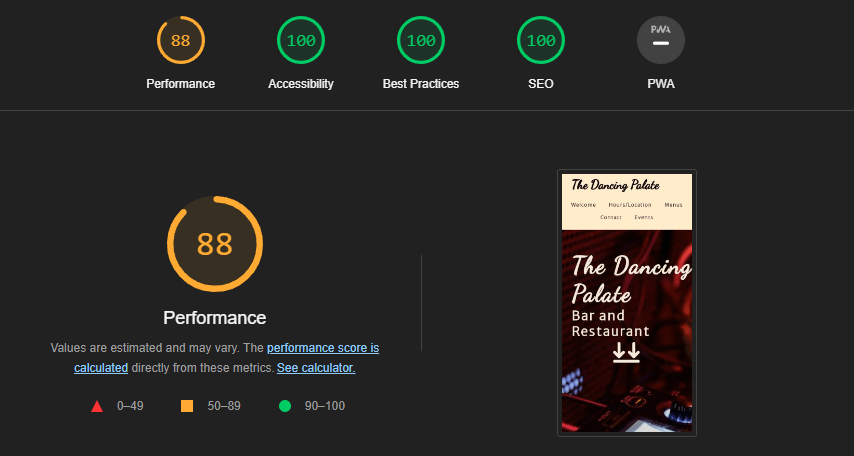 88
100
100
100
PWA
Performance
Accessibility
Best Practices
SEO
PWA
88
Performance
Values are estimated and may vary. The performance score is
calculated directly from these metrics. See calculator.
0–49
50–89
90–100
The Dancing Palate
Welcome Hours/Location Menus
Contact Events
The Dancing
Palate
Bar and
Restaurant